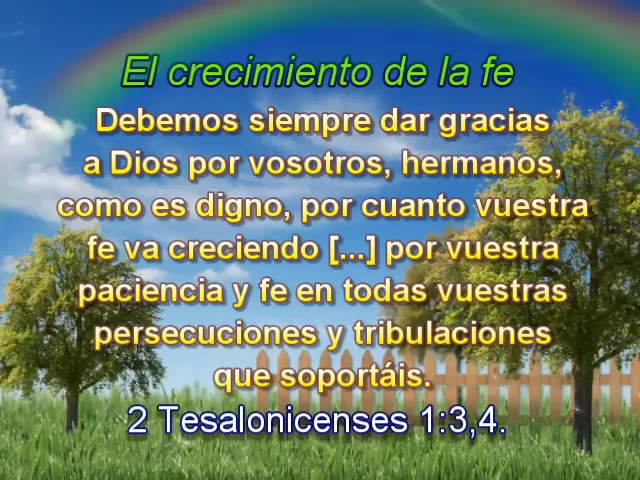 El crecimiento de la fe
Debemos siempre dar gracias
a Dios por vosotros, hermanos,
como es digno, por cuanto vuestra
fe va creciendo [...] por vuestra
paciencia y fe en todas vuestras
persecuciones y tribulaciones
que soportáis.
2 Tesalonicenses 1:3,4.